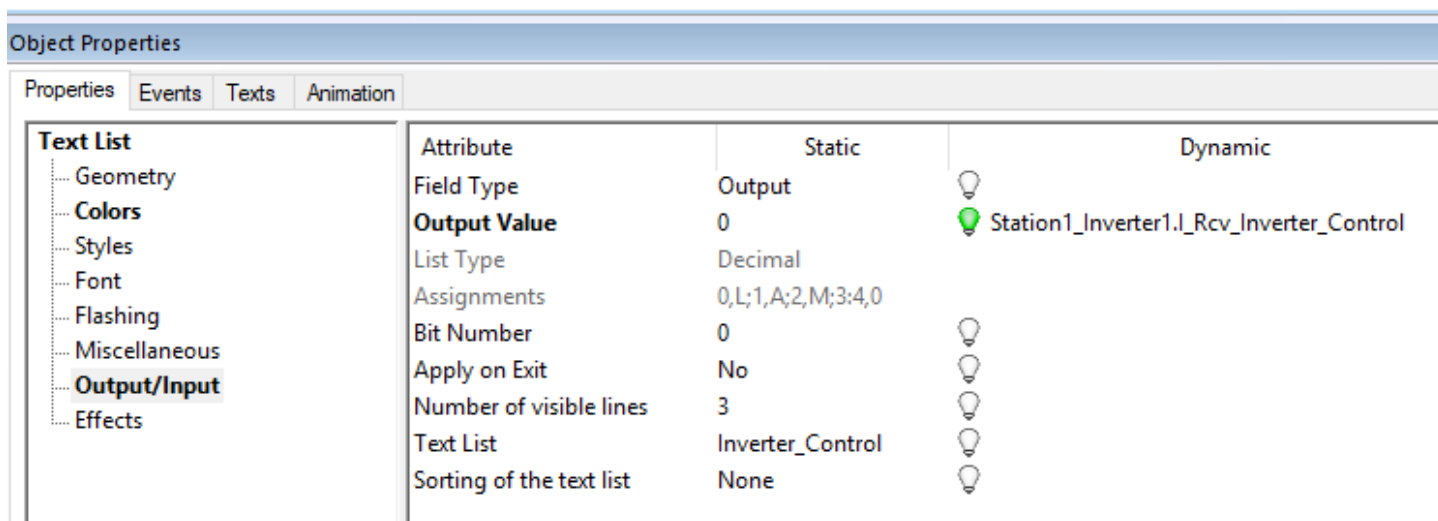 Object Properties
Properties Events Texts Animation
Text List
Geometry
Colors
Styles
Font
Flashing
Miscellaneous
Output/Input
Effects
Attribute Static Dynamic
Field Type Output
Output Value 0 Station1_Inverter1.I_Rcv_Inverter_Control
List Type Decimal
Assignments 0,L;1,A;2,M;3:4,0
Bit Number 0
Apply on Exit No
Number of visible lines 3
Text List Inverter_Control
Sorting of the text list None